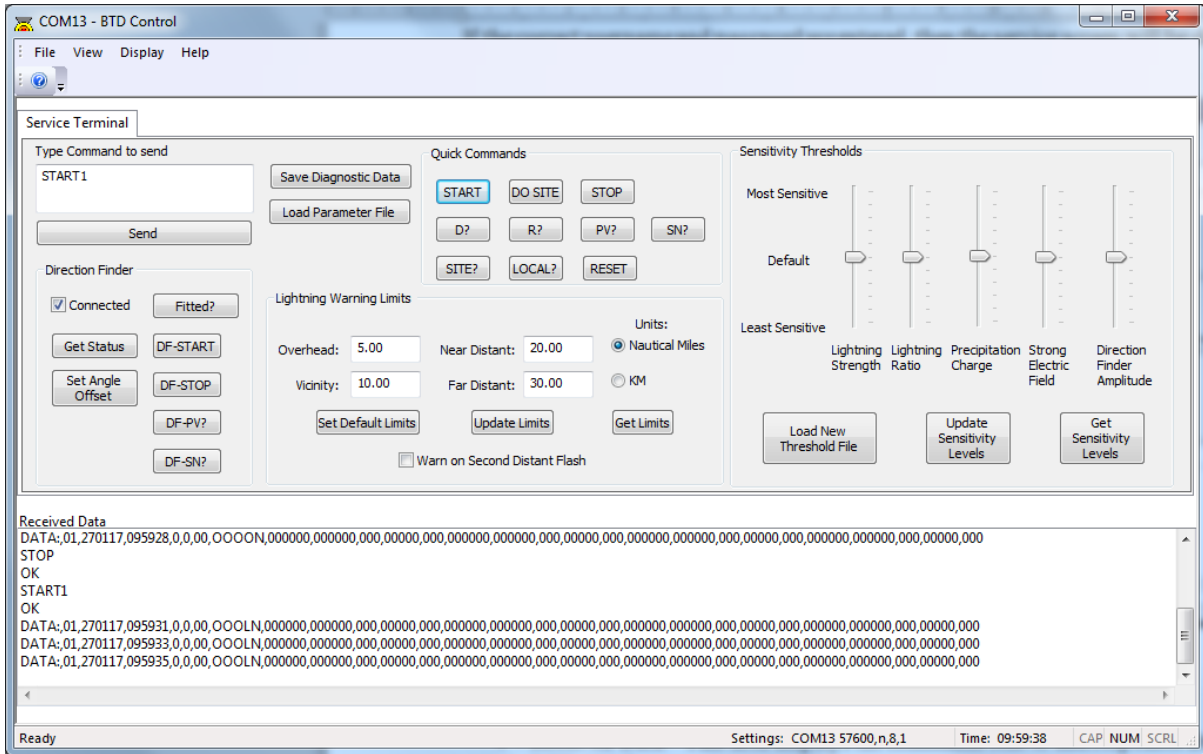 COM13 - BTD Control
File View Display Help
Service Terminal
Type Command to send
START1
Send
Save Diagnostic Data
Load Parameter File
Quick Commands
START DO SITE STOP
D? R? PV? SN?
SITE? LOCAL? RESET
Direction Finder
Connected Fitted?
Get Status DF-START
Set Angle Offset DF-STOP
DF-PV?
DF-SN?
Lightning Warning Limits
Units:
Overhead: 5.00 Near Distant: 20.00 Nautical Miles
Vicinity: 10.00 Far Distant: 30.00 KM
Set Default Limits Update Limits Get Limits
Warn on Second Distant Flash
Sensitivity Thresholds
Most Sensitive
Default
Least Sensitive
Lightning Strength Lightning Ratio Precipitation Charge Strong Electric Field Direction Finder Amplitude
Load New Threshold File Update Sensitivity Levels Get Sensitivity Levels
Received Data
DATA:,01,270117,095928,0,0,00,OOOON,000000,000000,000,00000,000,000000,000000,000,00000,000,000000,000000,000,00000,000,000000,000000,000,00000,000
STOP
OK
START1
OK
DATA:,01,270117,095931,0,0,00,OOOLN,000000,000000,000,00000,000,000000,000000,000,00000,000,000000,000000,000,00000,000,000000,000000,000,00000,000
DATA:,01,270117,095933,0,0,00,OOOLN,000000,000000,000,00000,000,000000,000000,000,00000,000,000000,000000,000,00000,000,000000,000000,000,00000,000
DATA:,01,270117,095935,0,0,00,OOOLN,000000,000000,000,00000,000,000000,000000,000,00000,000,000000,000000,000,00000,000,000000,000000,000,00000,000
Ready Settings: COM13 57600,n,8,1 Time: 09:59:38 CAP NUM SCRL